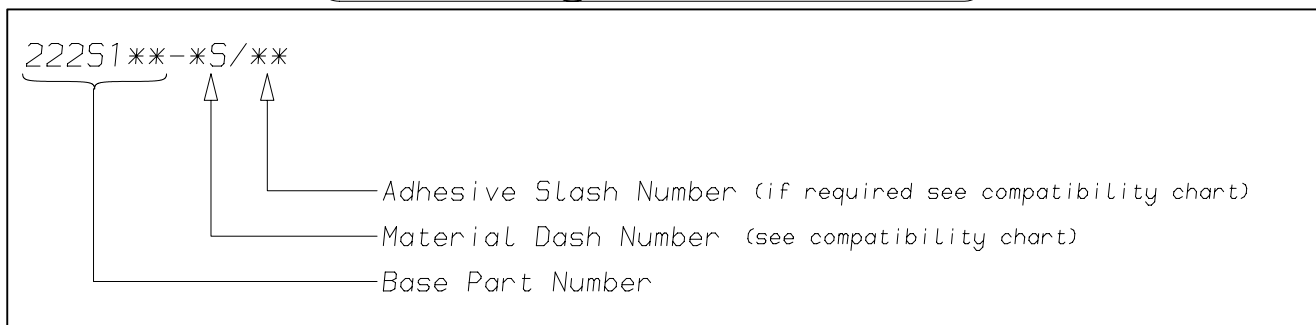 222S1**-*S/**
Adhesive Slash Number (if required see compatibility chart)
Material Dash Number (see compatibility chart)
Base Part Number